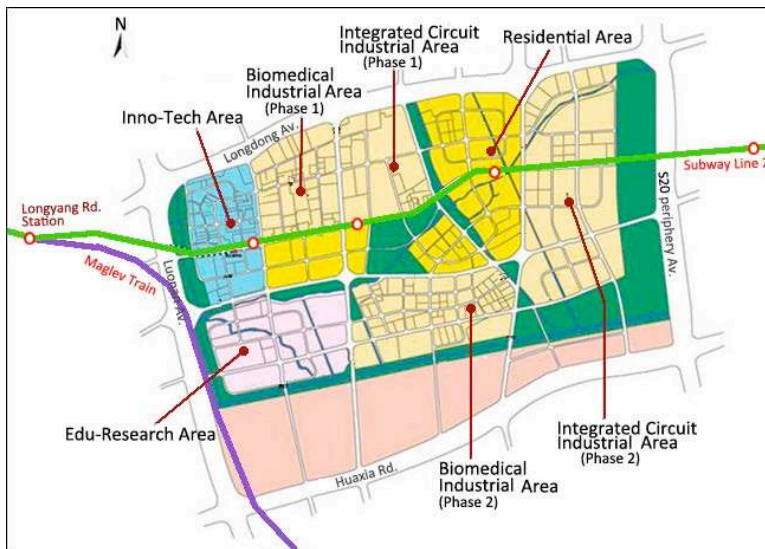 N
Integrated Circuit
Industrial Area
(Phase 1)
Residential Area
Biomedical
Industrial Area
(Phase 1)
Inno-Tech Area
Longdong Av.
Subway Line 2
S20 periphery Av.
Longyang Rd.
Station
Maglev Train
Luonan Av.
Edu-Research Area
Integrated Circuit
Industrial Area
(Phase 2)
Biomedical
Industrial Area
(Phase 2)
Huaxia Rd.